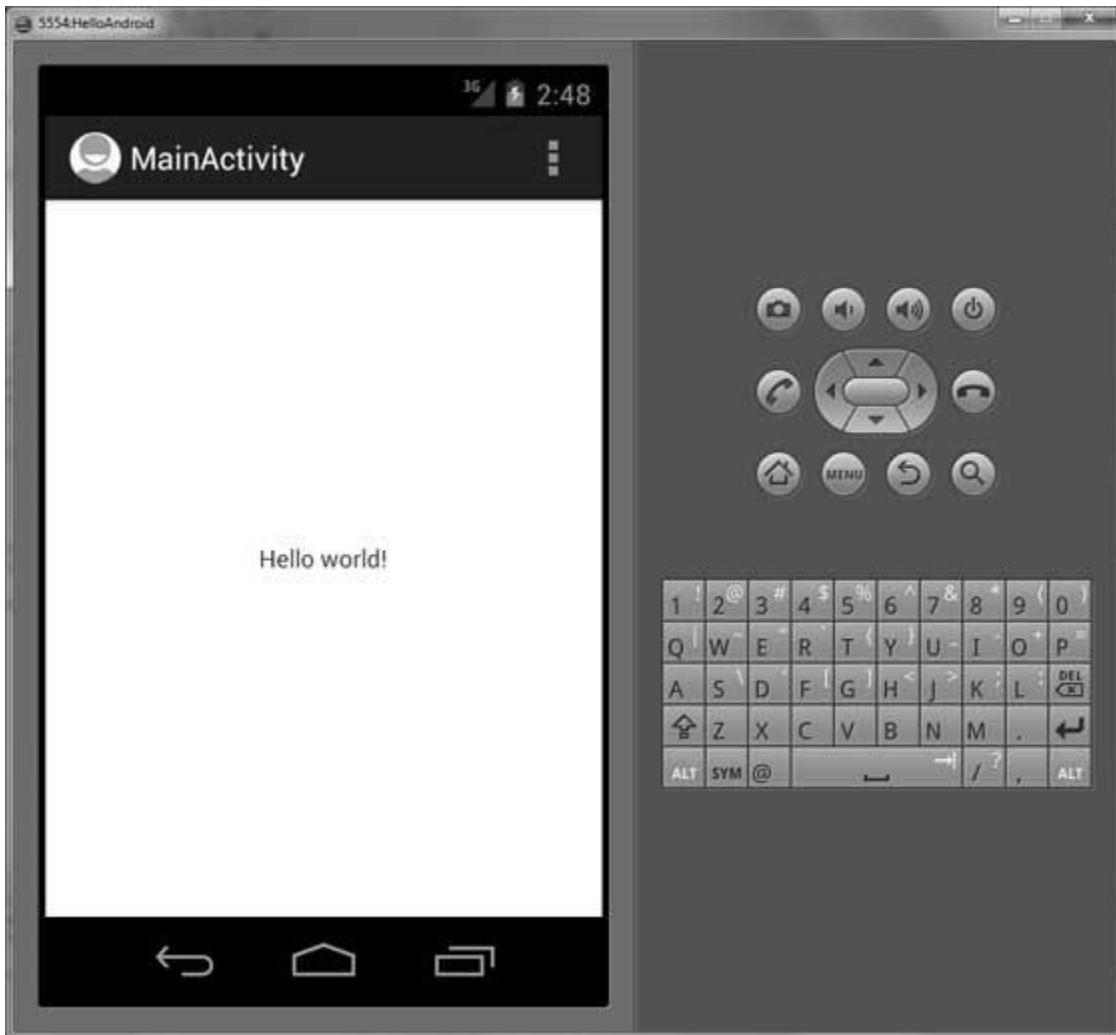 5554:HelloAndroid
3G 2:48
MainActivity
Hello world!
MENU
1 ! 2 @ 3 # 4 $ 5 % 6 ^ 7 & 8 * 9 ( 0 )
Q | W ~ E " R ` T { Y } U _ I - O + P =
A S \ D ' F [ G ] H < J > K ; L : DEL
Z X C V B N M .
ALT SYM @ / ? , ALT